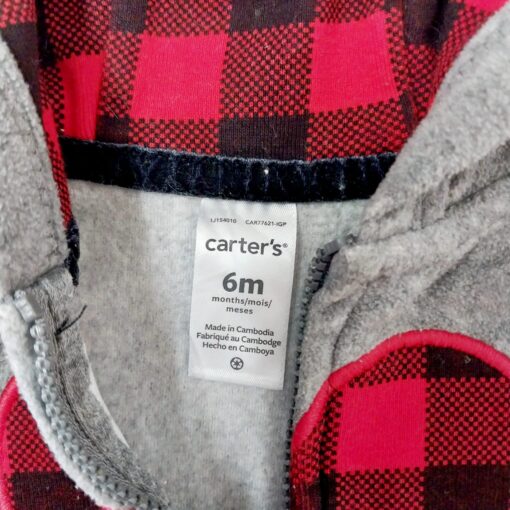 1J154010 CAR77621-IGP
carter's®
6m
months/mois/
meses
Made in Cambodia
Fabriqué au Cambodge
Hecho en Camboya